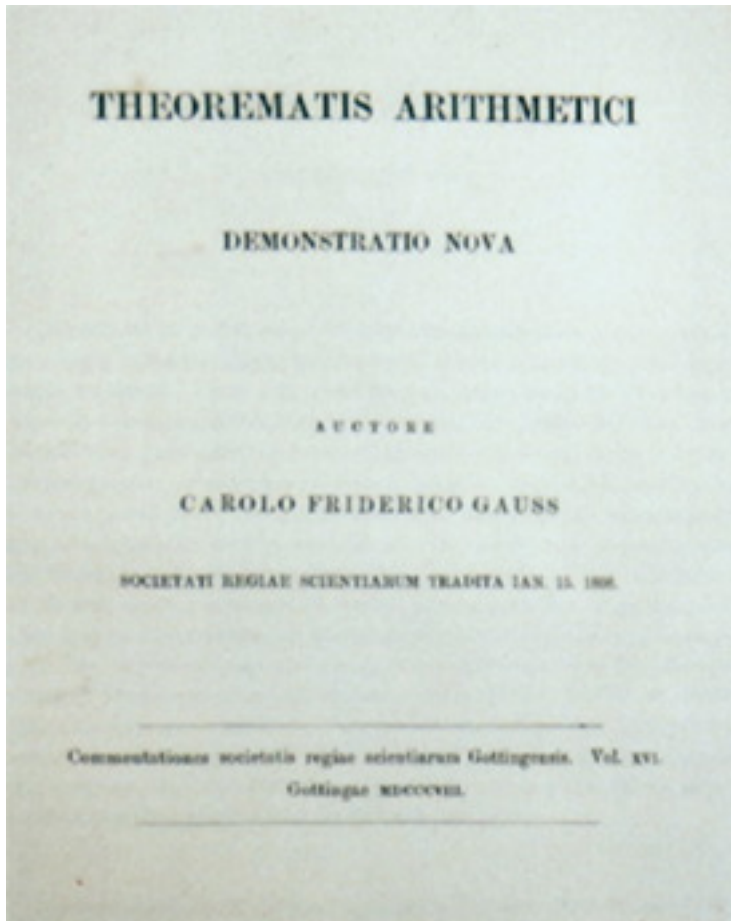 THEOREMATIS ARITHMETICI
DEMONSTRATIO NOVA
AUCTORE
CAROLO FRIDERICO GAUSS
SOCIETATI REGIAE SCIENTIARUM TRADITA IAN. 15. 1808.
Commentationes societatis regiae scientiarum Gottingensis. Vol. XVI.
Gottingae MDCCCVIII.